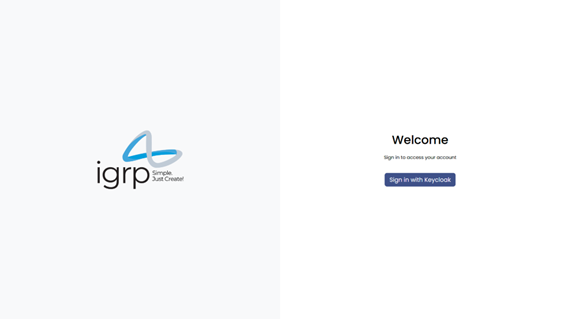 igrp
Simple.
Just Create!
Welcome
Sign in to access your account
Sign in with Keycloak